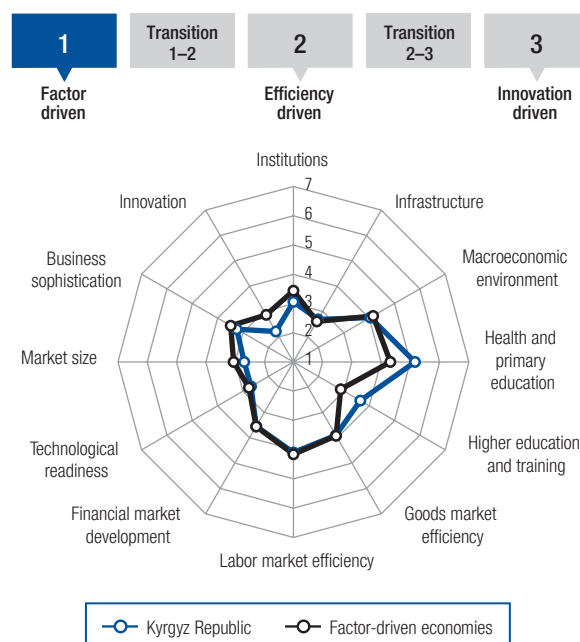 1
Transition
1–2
2
Transition
2–3
3
Factor
driven
Efficiency
driven
Innovation
driven
Institutions
Infrastructure
Macroeconomic
environment
Health and
primary
education
Higher education
and training
Goods market
efficiency
Labor market efficiency
Financial market
development
Technological
readiness
Market size
Business
sophistication
Innovation
7
6
5
4
3
2
1
Kyrgyz Republic
Factor-driven economies